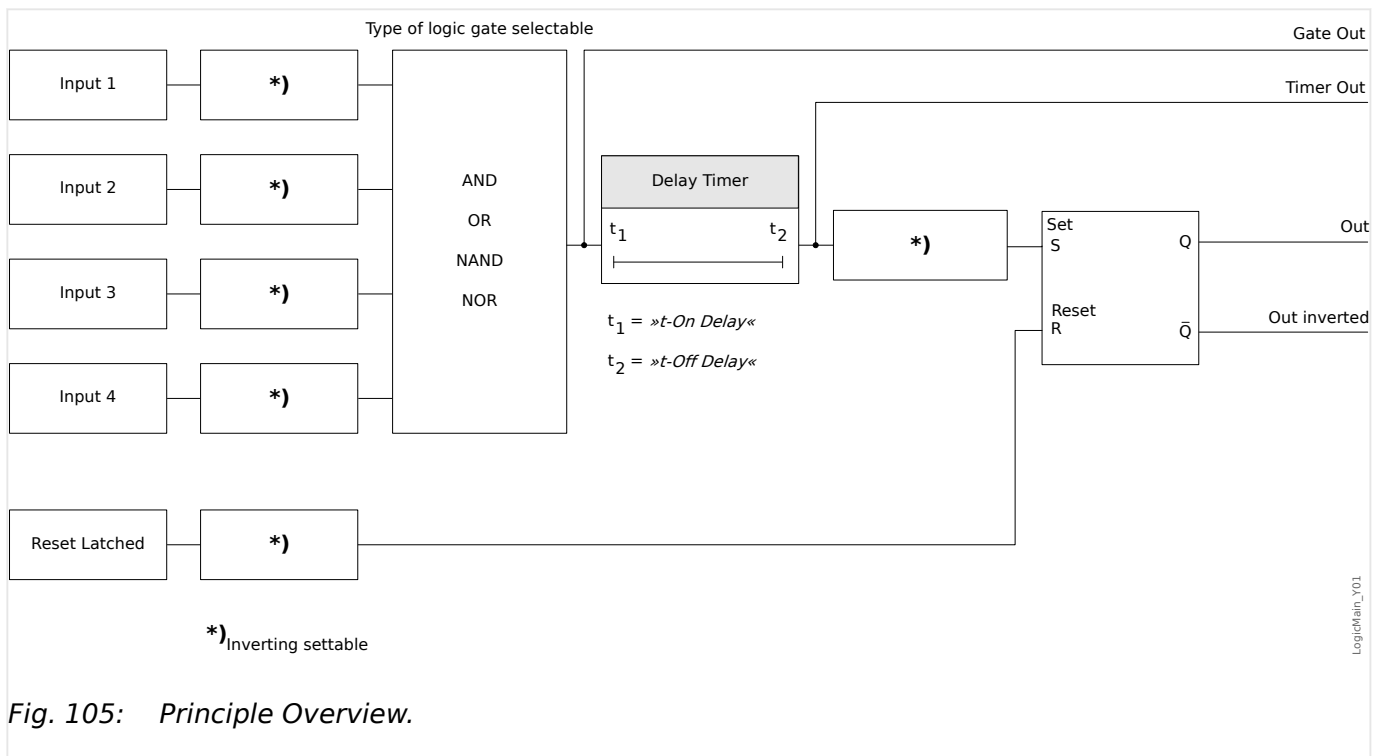 Type of logic gate selectable
Gate Out
Timer Out
Input 1
*)
Input 2
*)
Input 3
*)
Input 4
*)
AND
OR
NAND
NOR
Delay Timer
t1
t2
t1 = »t-On Delay«
t2 = »t-Off Delay«
*)
Set
S
Q
Reset
R
Q̅
Out
Out inverted
Reset Latched
*)
*)Inverting settable
LogicMain_Y01
Fig. 105: Principle Overview.